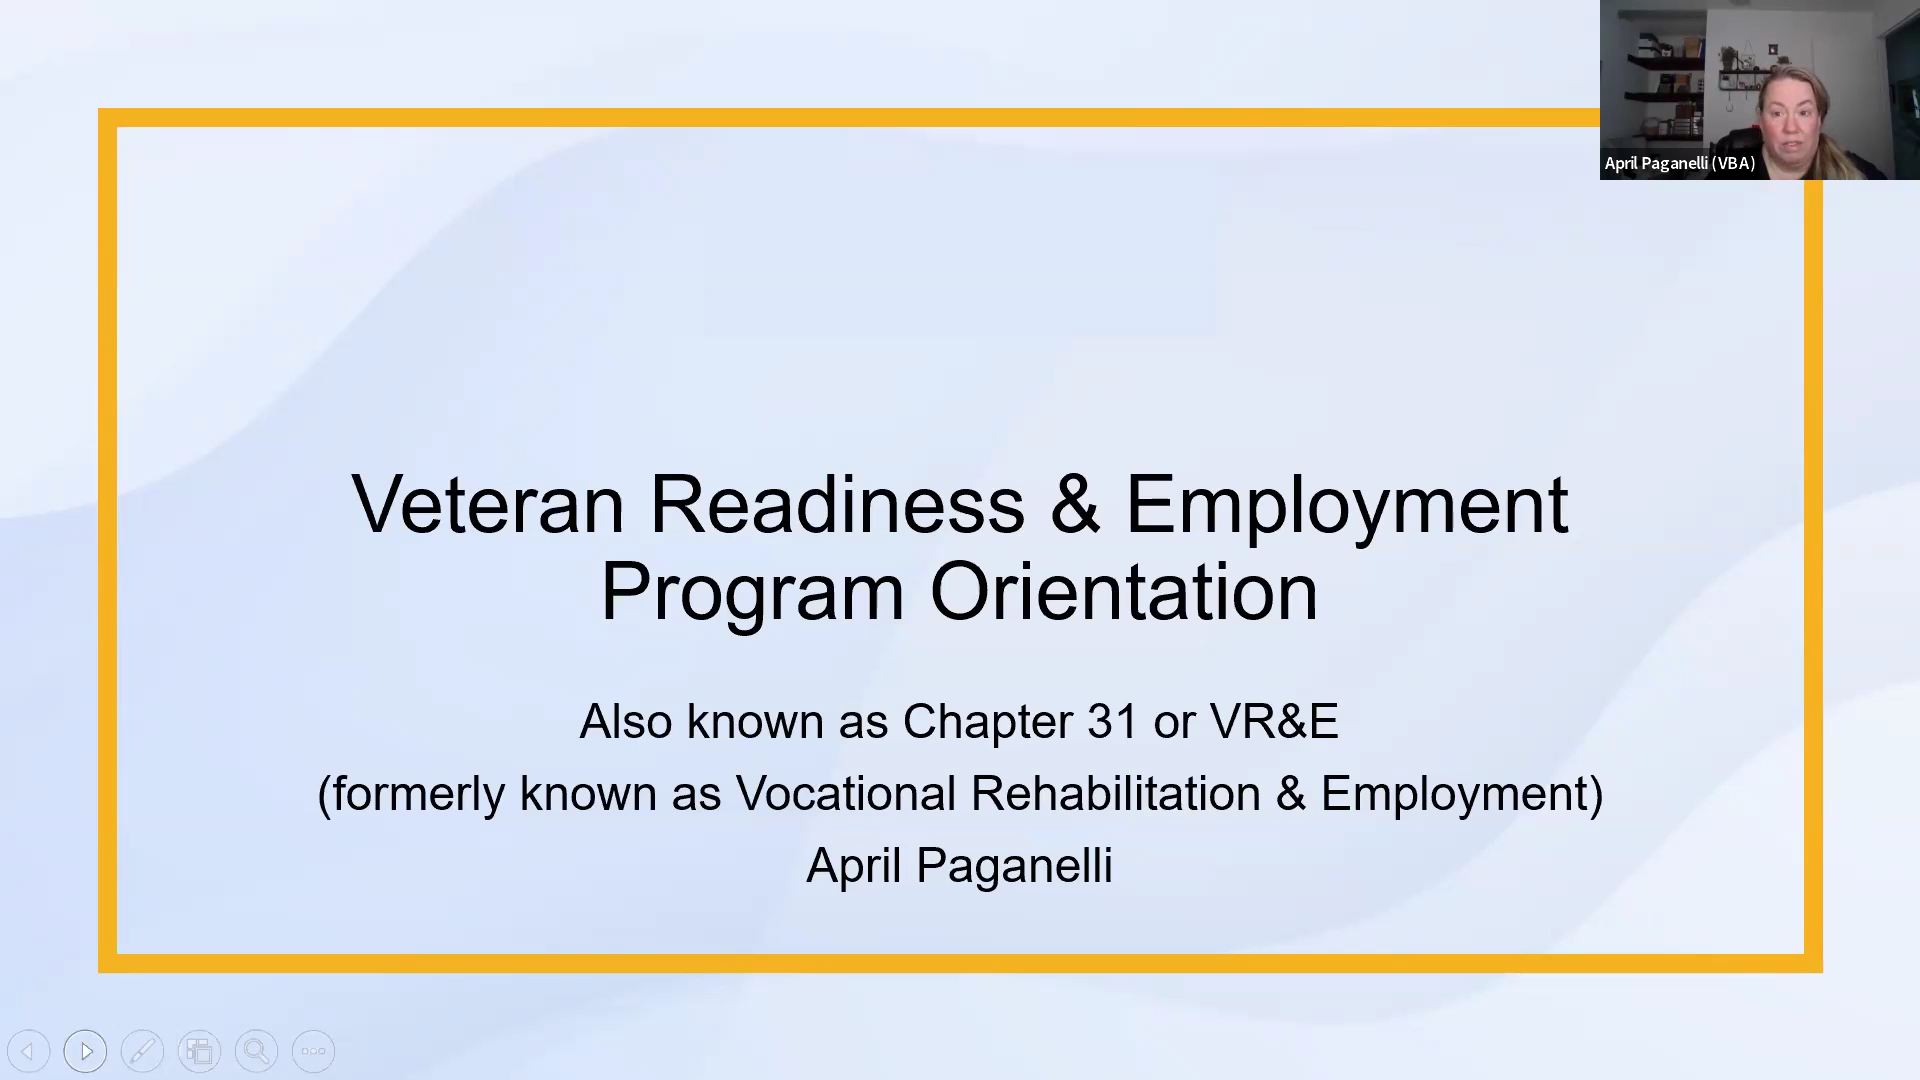 April Paganelli (VBA)
Veteran Readiness & Employment
Program Orientation
Also known as Chapter 31 or VR&E
(formerly known as Vocational Rehabilitation & Employment)
April Paganelli